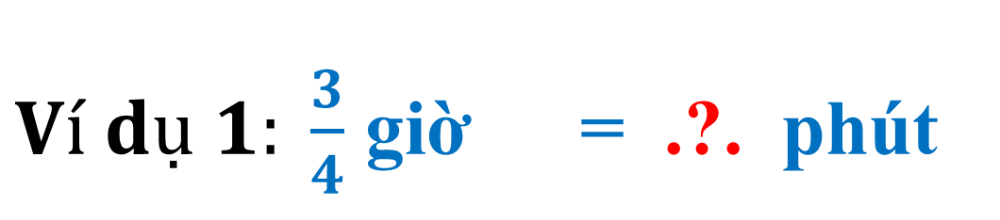 Ví dụ 1: 3/4 giờ = .?. phút